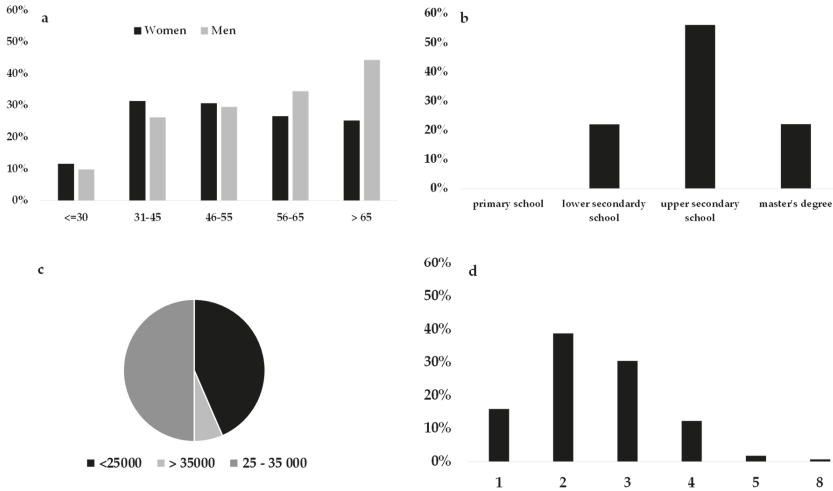 a
60%
50%
40%
30%
20%
10%
0%
Women Men
<=30 31-45 46-55 56-65 > 65
b
60%
50%
40%
30%
20%
10%
0%
primary school lower secondardy school upper secondary school master's degree
c
<25000 > 35000 25 - 35 000
d
60%
50%
40%
30%
20%
10%
0%
1 2 3 4 5 8